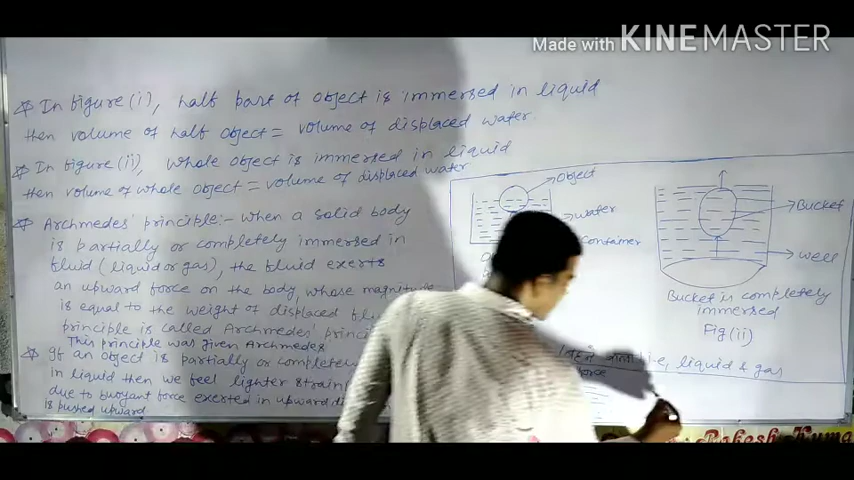 Made with KINEMASTER
☆ In figure (i), half part of object is immersed in liquid
then volume of half object = volume of displaced water
☆ In figure (ii), whole object is immersed in liquid
then volume of whole object = volume of displaced water
☆ Archmedes' principle:- when a solid body
is partially or completely immersed in
fluid (liquid or gas), the fluid exerts
an upward force on the body, whose magnitude
is equal to the weight of displaced
principle is called Archmedes'
This principle was given Archmedes
☆ If an object is partially or completely
in liquid then we feel lighter strain
due to buoyant force exerted in upward
is pushed upward
Object
water
Container
Bucket
well
Bucket is completely
immersed
Fig (ii)
liquid & gas
force
Rakesh Kuma